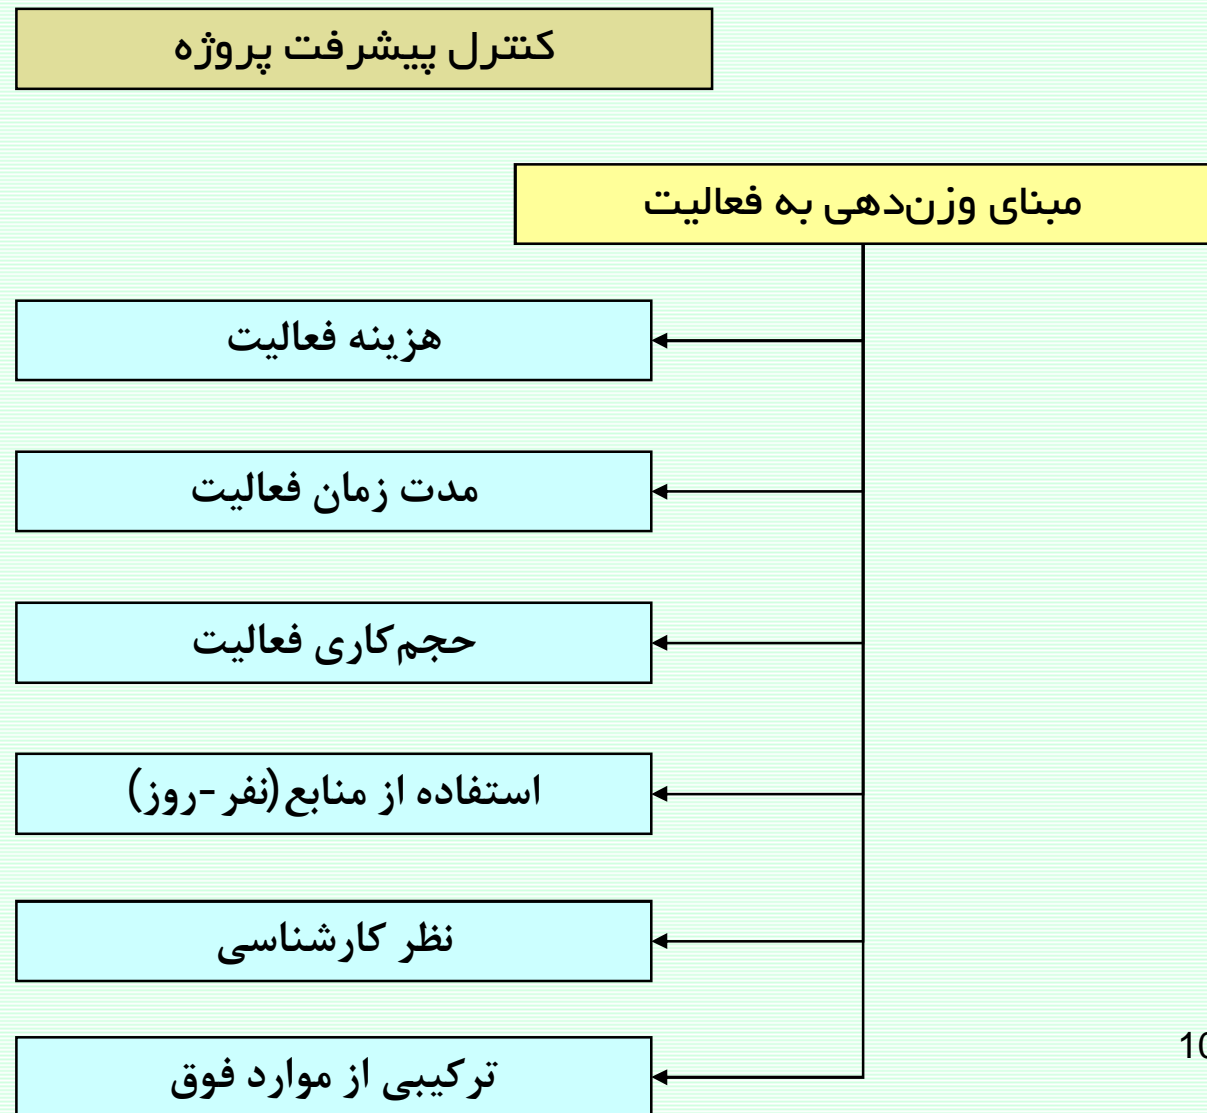 کنترل پیشرفت پروژه
مبنای وزن‌دهی به فعالیت
هزینه فعالیت
مدت زمان فعالیت
حجم‌کاری فعالیت
استفاده از منابع(نفر-روز)
نظر کارشناسی
ترکیبی از موارد فوق